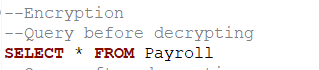 --Encryption
--Query before decrypting
SELECT * FROM Payroll